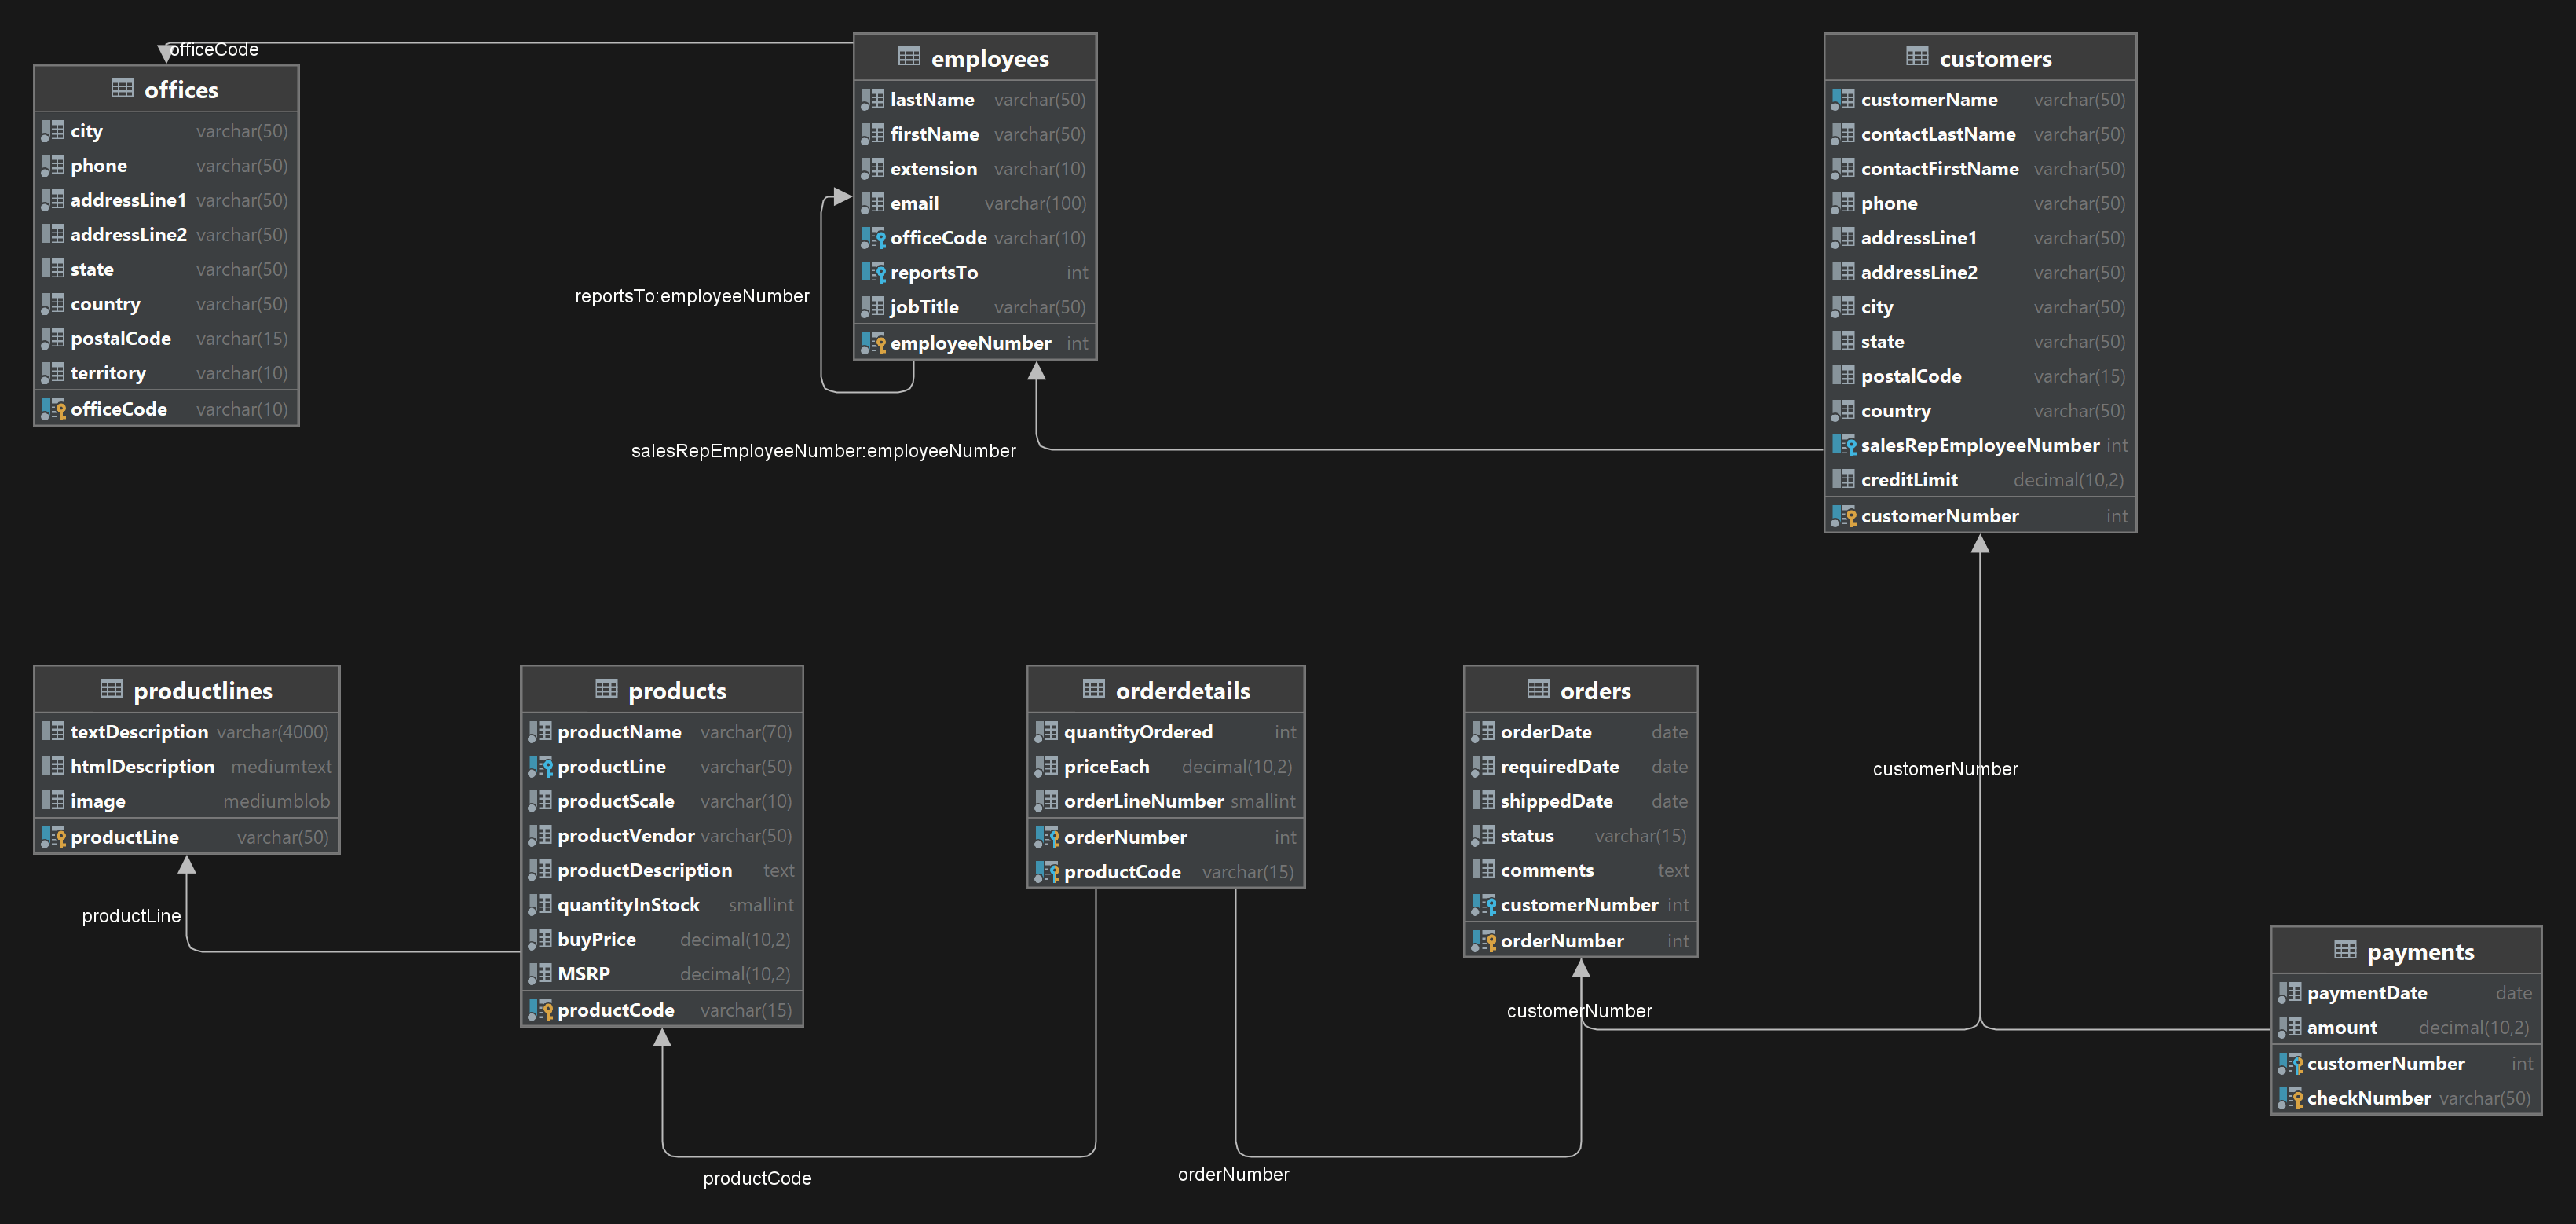 officeCode
offices
city varchar(50)
phone varchar(50)
addressLine1 varchar(50)
addressLine2 varchar(50)
state varchar(50)
country varchar(50)
postalCode varchar(15)
territory varchar(10)
officeCode varchar(10)
employees
lastName varchar(50)
firstName varchar(50)
extension varchar(10)
email varchar(100)
officeCode varchar(10)
reportsTo int
jobTitle varchar(50)
employeeNumber int
reportsTo:employeeNumber
salesRepEmployeeNumber:employeeNumber
customers
customerName varchar(50)
contactLastName varchar(50)
contactFirstName varchar(50)
phone varchar(50)
addressLine1 varchar(50)
addressLine2 varchar(50)
city varchar(50)
state varchar(50)
postalCode varchar(15)
country varchar(50)
salesRepEmployeeNumber int
creditLimit decimal(10,2)
customerNumber int
productlines
textDescription varchar(4000)
htmlDescription mediumtext
image mediumblob
productLine varchar(50)
productLine
products
productName varchar(70)
productLine varchar(50)
productScale varchar(10)
productVendor varchar(50)
productDescription text
quantityInStock smallint
buyPrice decimal(10,2)
MSRP decimal(10,2)
productCode varchar(15)
productCode
orderdetails
quantityOrdered int
priceEach decimal(10,2)
orderLineNumber smallint
orderNumber int
productCode varchar(15)
orderNumber
orders
orderDate date
requiredDate date
shippedDate date
status varchar(15)
comments text
customerNumber int
orderNumber int
customerNumber
customerNumber
payments
paymentDate date
amount decimal(10,2)
customerNumber int
checkNumber varchar(50)